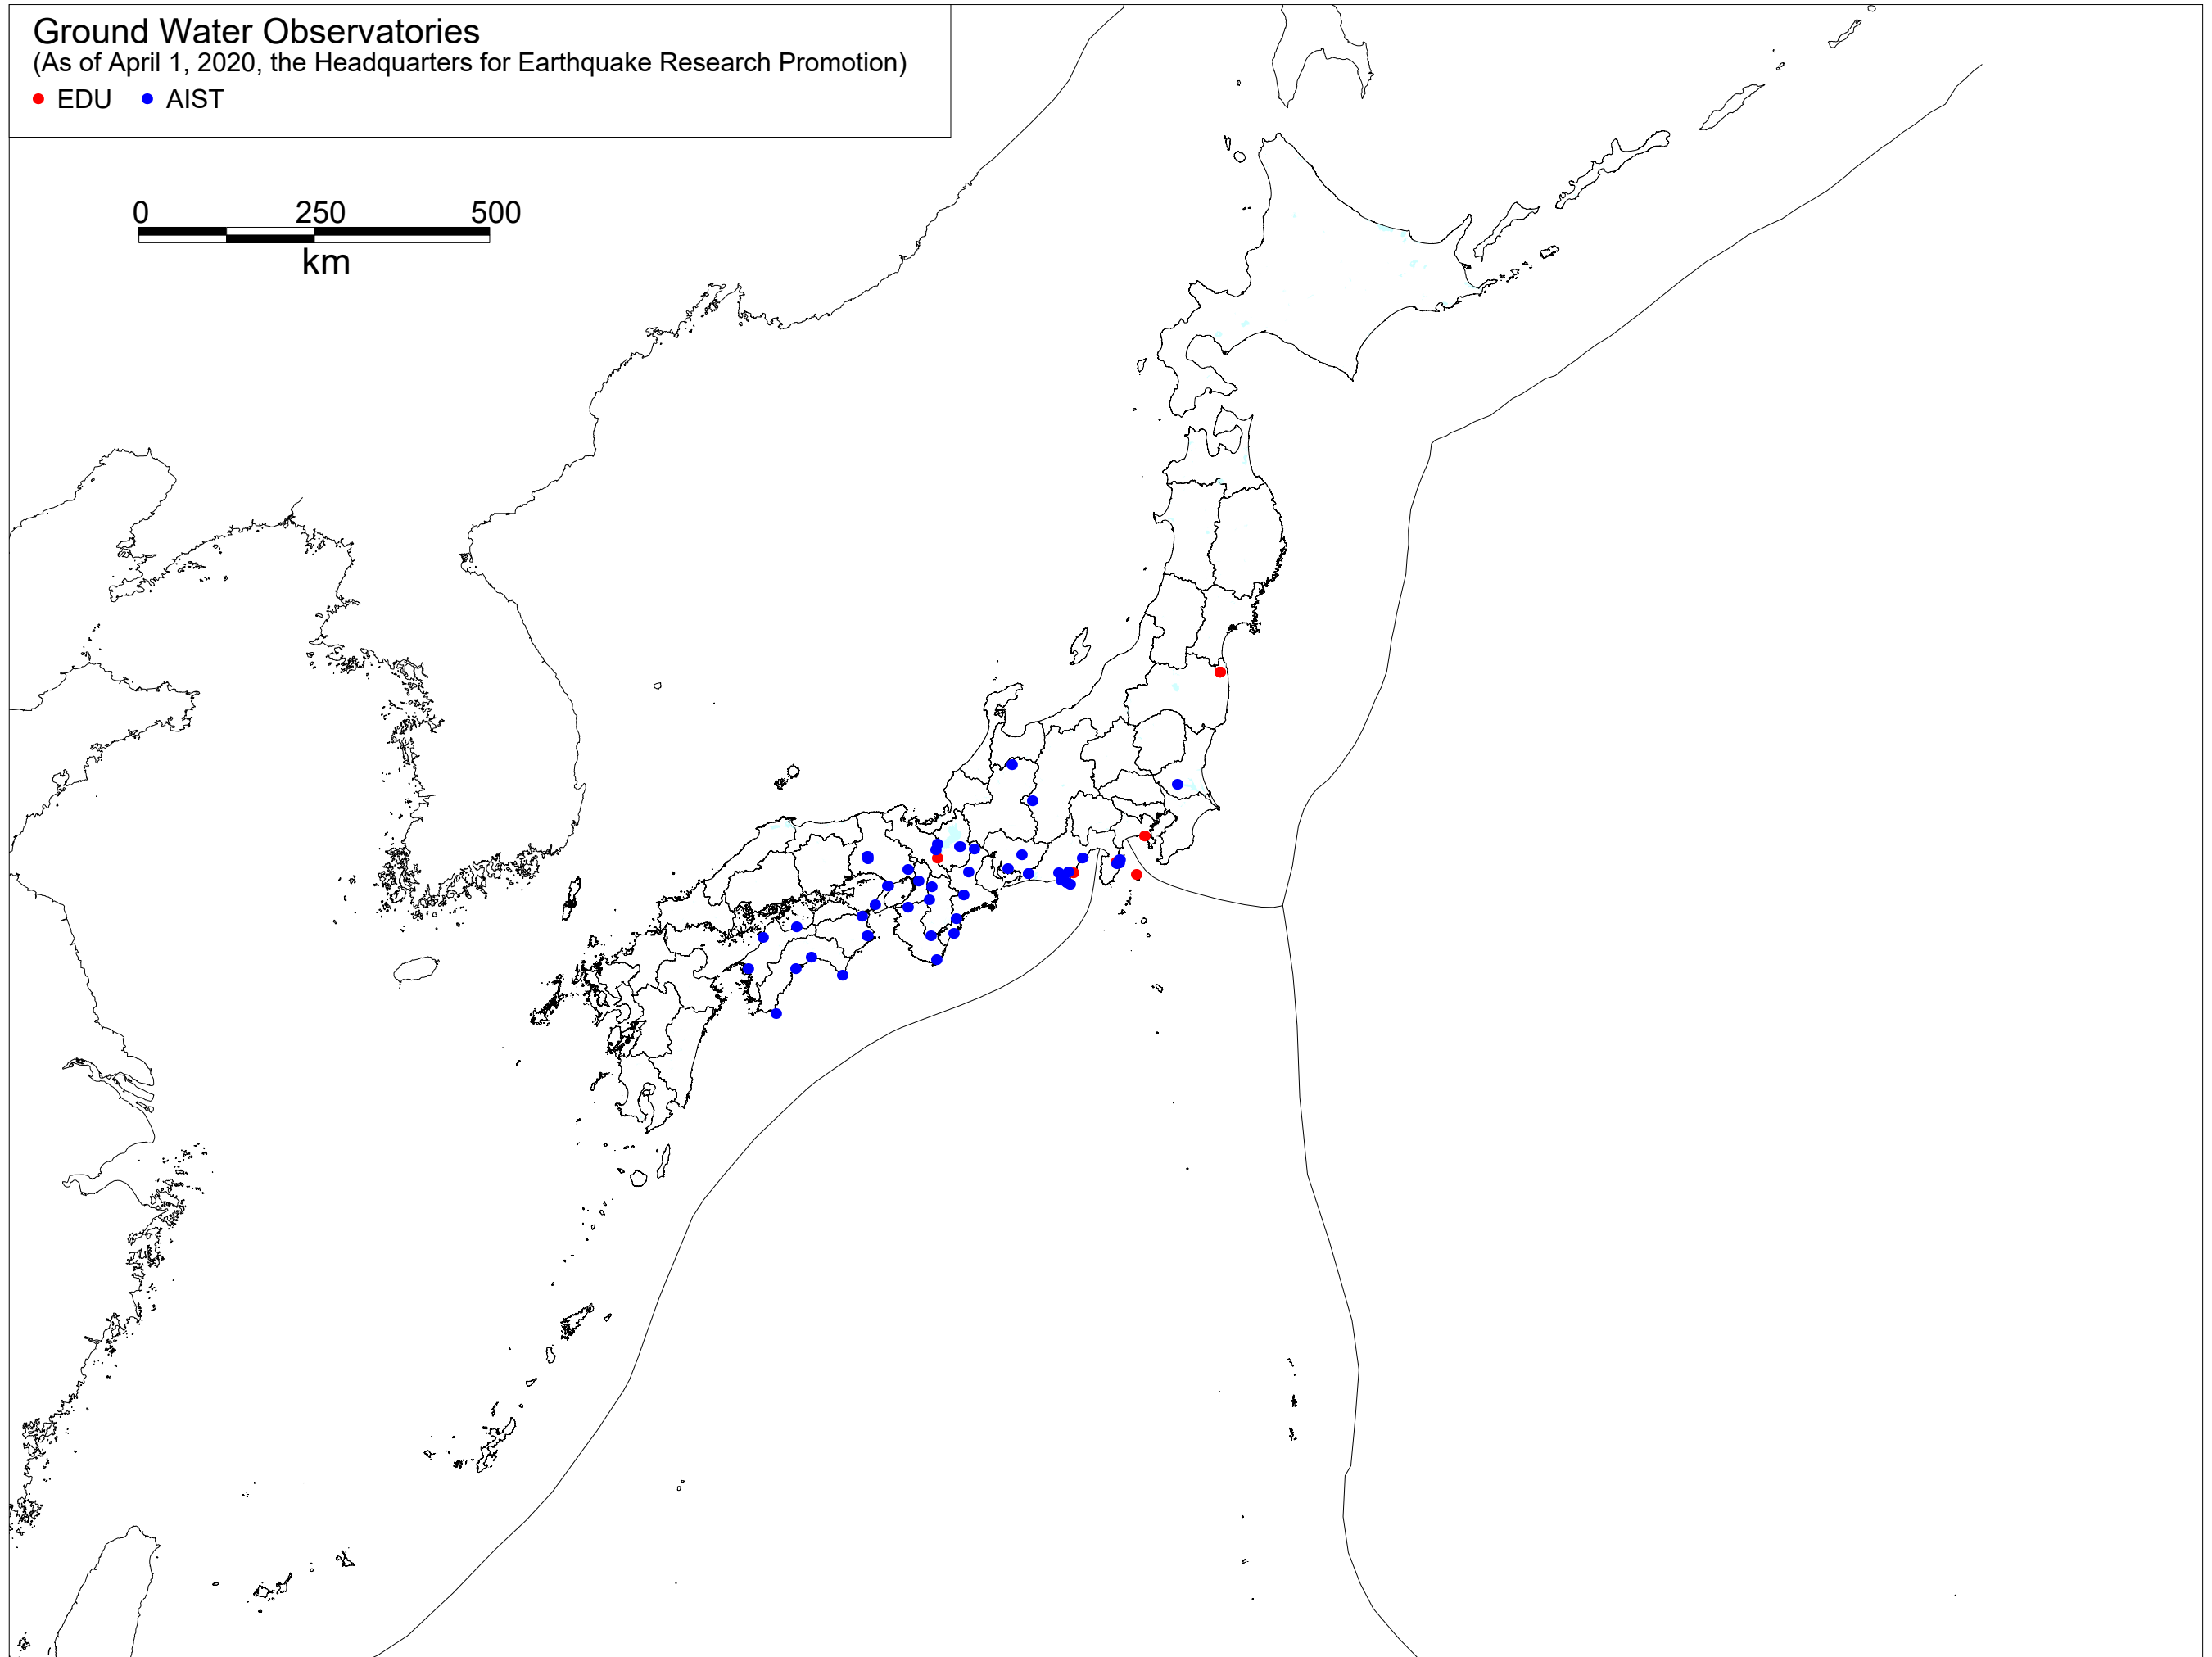 Ground Water Observatories
(As of April 1, 2020, the Headquarters for Earthquake Research Promotion)
EDU AIST
0 250 500
km